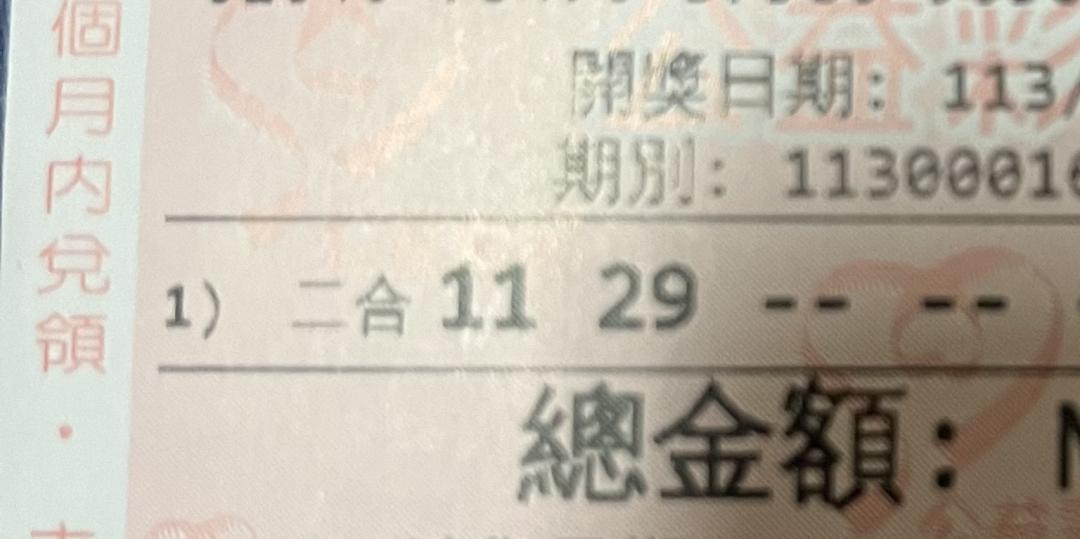 開獎日期: 113/
期別: 11300016
1) 二合 11 29 -- --
總金額:
個月內兌領.